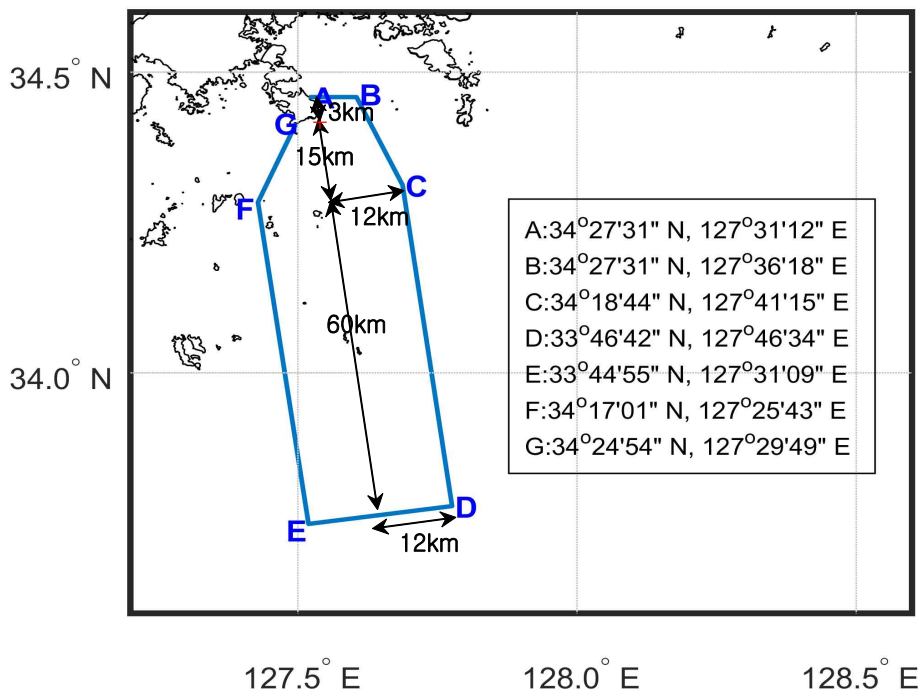 34.5° N
A
B
3km
G
15km
C
F
12km
A:34°27'31" N, 127°31'12" E
B:34°27'31" N, 127°36'18" E
C:34°18'44" N, 127°41'15" E
60km
D:33°46'42" N, 127°46'34" E
34.0° N
E:33°44'55" N, 127°31'09" E
F:34°17'01" N, 127°25'43" E
G:34°24'54" N, 127°29'49" E
D
E
12km
127.5° E
128.0° E
128.5° E